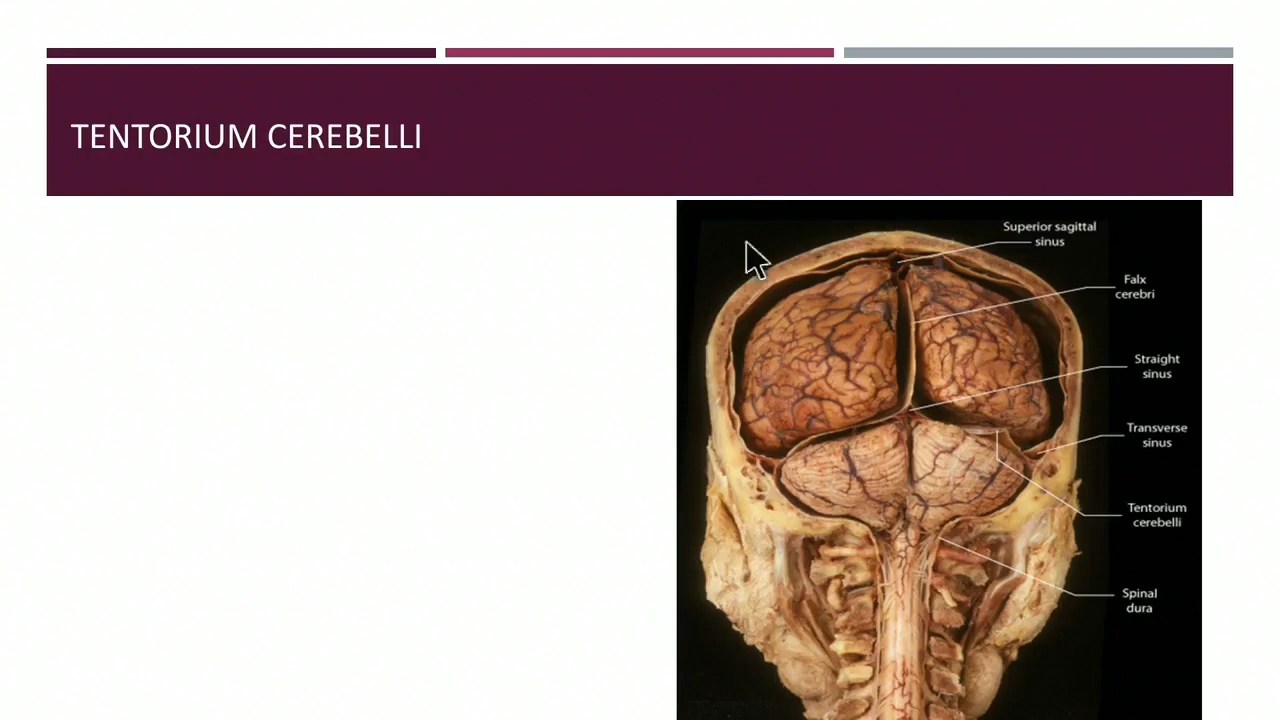 TENTORIUM CEREBELLI
Superior sagittal
sinus
Falx
cerebri
Straight
sinus
Transverse
sinus
Tentorium
cerebelli
Spinal
dura